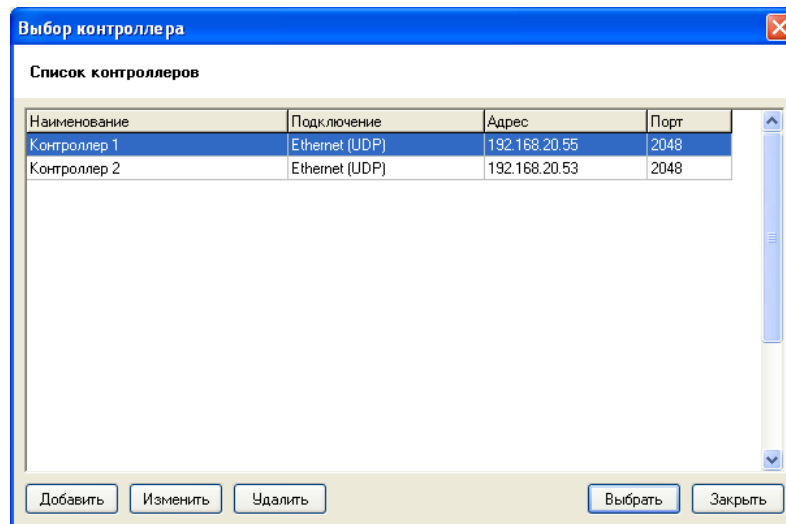 Выбор контроллера
Список контроллеров
Наименование Подключение Адрес Порт
Контроллер 1 Ethernet (UDP) 192.168.20.55 2048
Контроллер 2 Ethernet (UDP) 192.168.20.53 2048
Добавить Изменить Удалить Выбрать Закрыть